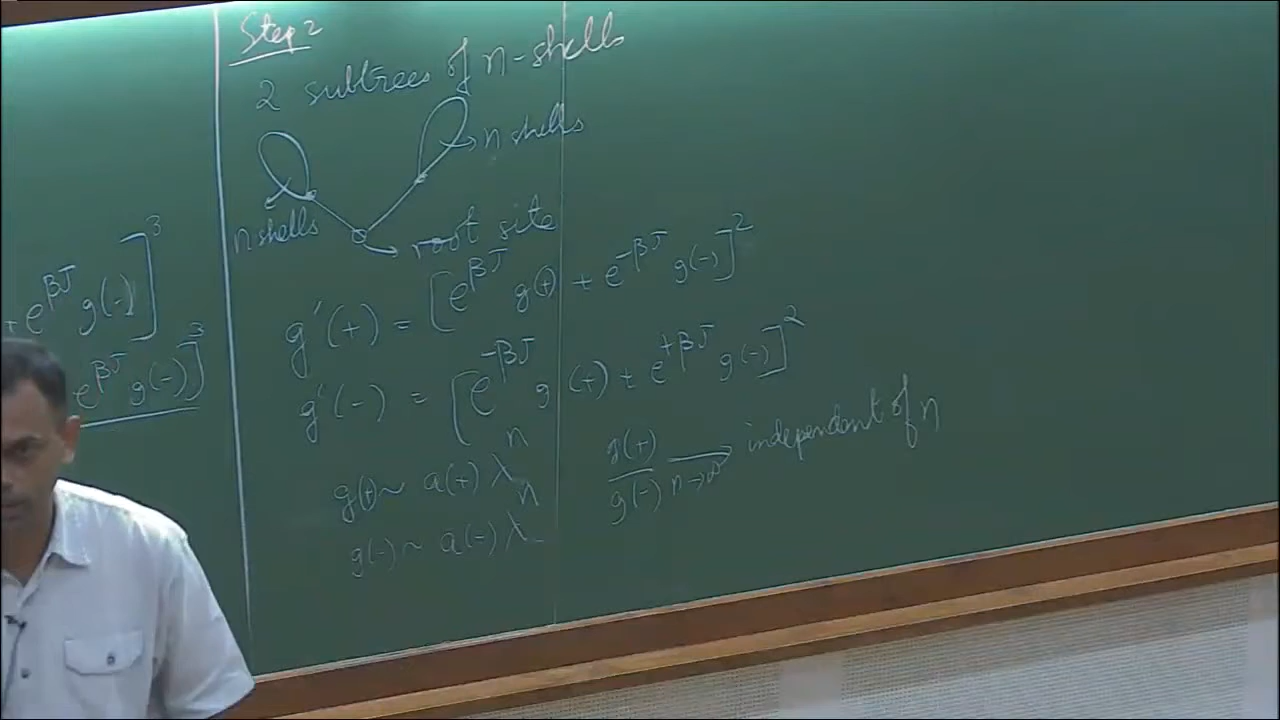 Step 2
2 subtrees of n-shells
n shells
n shells
root site
g'(+) = [e^{βJ} g(+) + e^{-βJ} g(-)]^2
g'(-) = [e^{-βJ} g(+) + e^{+βJ} g(-)]^2
g(+) ~ a(+) λ^n
g(-) ~ a(-) λ^n
g(+)/g(-) →_{n→∞} independent of n
+ e^{βJ} g(-)]^3
e^{βJ} g(-)]^3